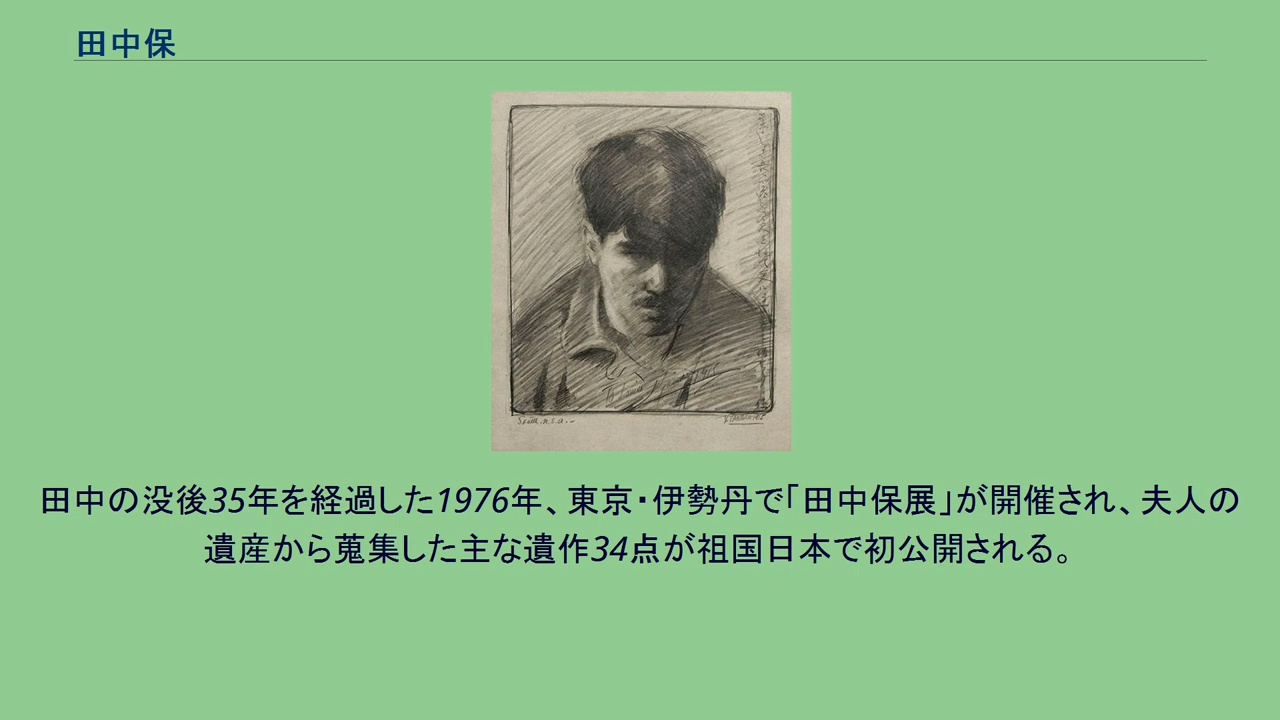 田中保
田中の没後35年を経過した1976年、東京・伊勢丹で「田中保展」が開催され、夫人の
遺産から蒐集した主な遺作34点が祖国日本で初公開される。